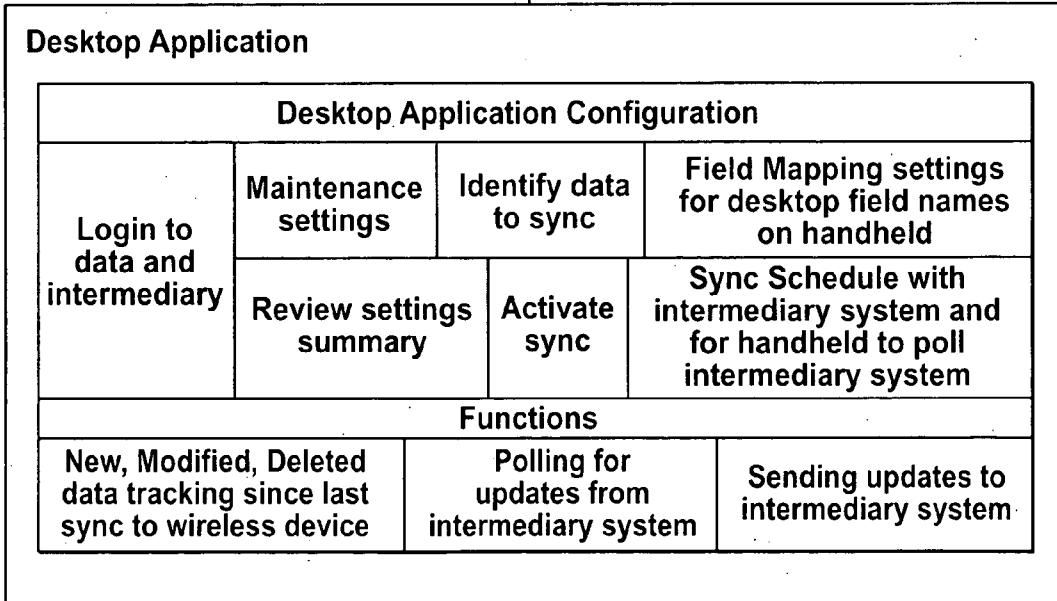 Desktop Application
Desktop Application Configuration
Login to
data and
intermediary
Maintenance
settings
Identify data
to sync
Field Mapping settings
for desktop field names
on handheld
Review settings
summary
Activate
sync
Sync Schedule with
intermediary system and
for handheld to poll
intermediary system
Functions
New, Modified, Deleted
data tracking since last
sync to wireless device
Polling for
updates from
intermediary system
Sending updates to
intermediary system